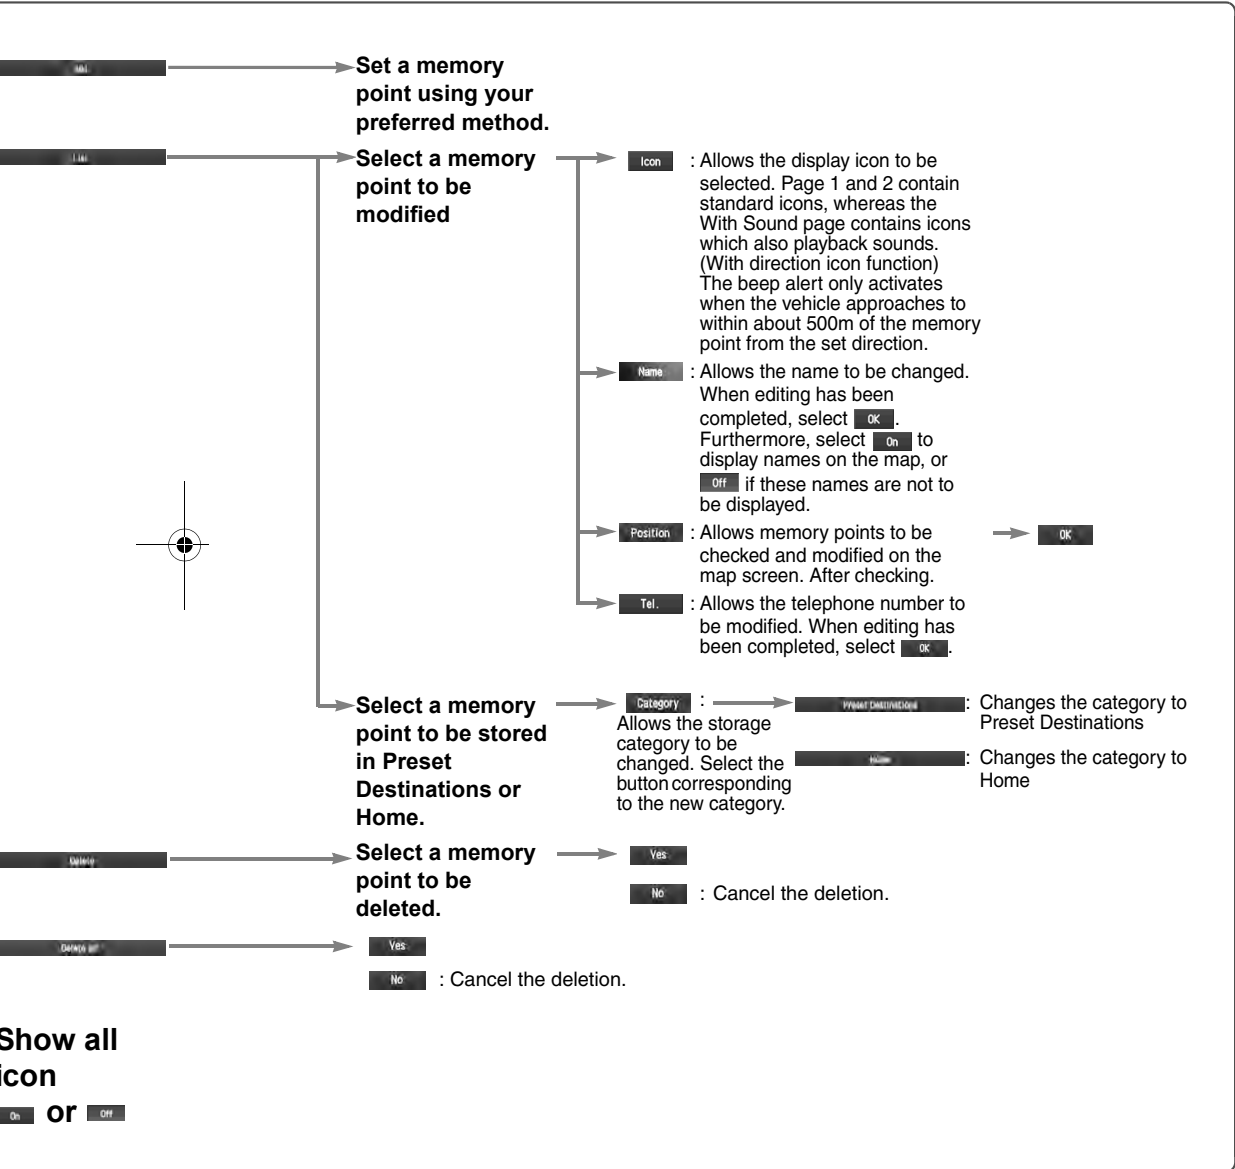 Add
Set a memory
point using your
preferred method.
List
Select a memory
point to be
modified
Icon : Allows the display icon to be
selected. Page 1 and 2 contain
standard icons, whereas the
With Sound page contains icons
which also playback sounds.
(With direction icon function)
The beep alert only activates
when the vehicle approaches to
within about 500m of the memory
point from the set direction.
Name : Allows the name to be changed.
When editing has been
completed, select OK .
Furthermore, select On to
display names on the map, or
Off if these names are not to
be displayed.
Position : Allows memory points to be
checked and modified on the
map screen. After checking.
OK
Tel. : Allows the telephone number to
be modified. When editing has
been completed, select OK .
Select a memory
point to be stored
in Preset
Destinations or
Home.
Category :
Allows the storage
category to be
changed. Select the
button corresponding
to the new category.
Preset Destinations : Changes the category to
Preset Destinations
Home : Changes the category to
Home
Delete
Select a memory
point to be
deleted.
Yes
No : Cancel the deletion.
Delete all
Yes
No : Cancel the deletion.
Show all
icon
On or Off